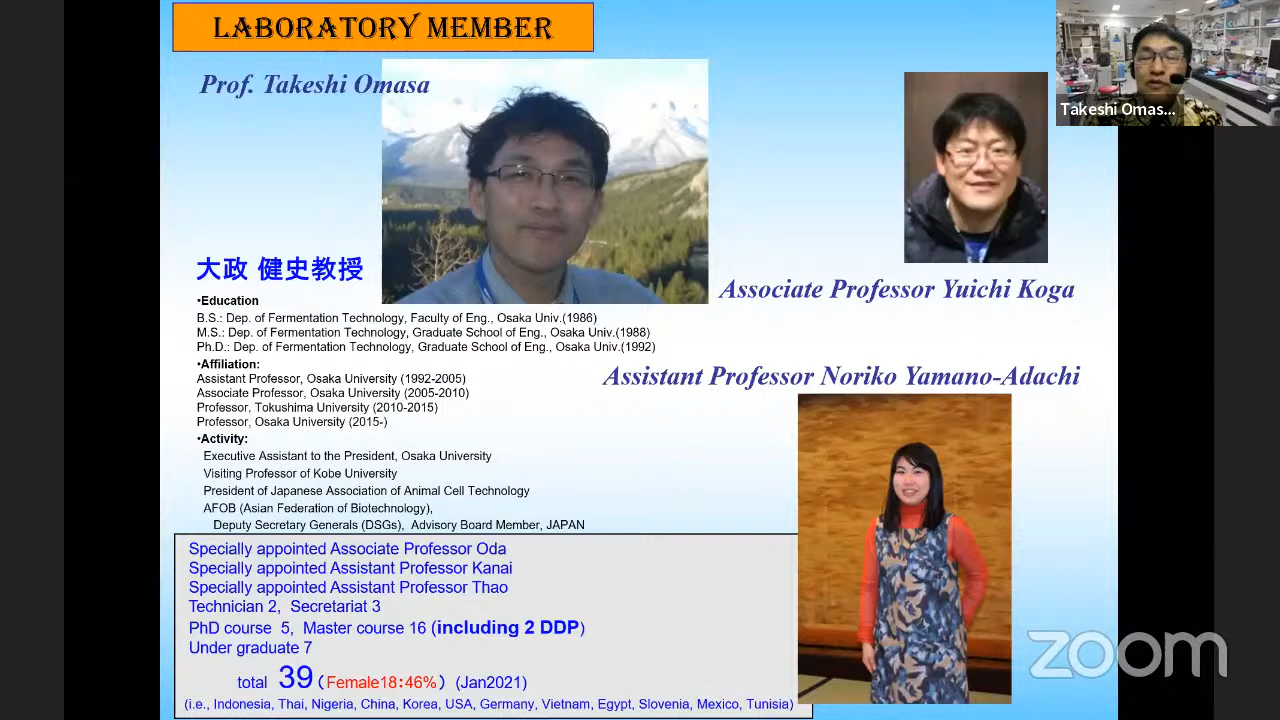 LABORATORY MEMBER
Prof. Takeshi Omasa
Takeshi Omas...
大政 健史教授
Associate Professor Yuichi Koga
•Education
B.S.: Dep. of Fermentation Technology, Faculty of Eng., Osaka Univ.(1986)
M.S.: Dep. of Fermentation Technology, Graduate School of Eng., Osaka Univ.(1988)
Ph.D.: Dep. of Fermentation Technology, Graduate School of Eng., Osaka Univ.(1992)
•Affiliation:
Assistant Professor, Osaka University (1992-2005)
Associate Professor, Osaka University (2005-2010)
Professor, Tokushima University (2010-2015)
Professor, Osaka University (2015-)
Assistant Professor Noriko Yamano-Adachi
•Activity:
Executive Assistant to the President, Osaka University
Visiting Professor of Kobe University
President of Japanese Association of Animal Cell Technology
AFOB (Asian Federation of Biotechnology),
Deputy Secretary Generals (DSGs), Advisory Board Member, JAPAN
Specially appointed Associate Professor Oda
Specially appointed Assistant Professor Kanai
Specially appointed Assistant Professor Thao
Technician 2, Secretariat 3
PhD course 5, Master course 16 (including 2 DDP)
Under graduate 7
total 39（Female18：46%）(Jan2021)
(i.e., Indonesia, Thai, Nigeria, China, Korea, USA, Germany, Vietnam, Egypt, Slovenia, Mexico, Tunisia)
zoom